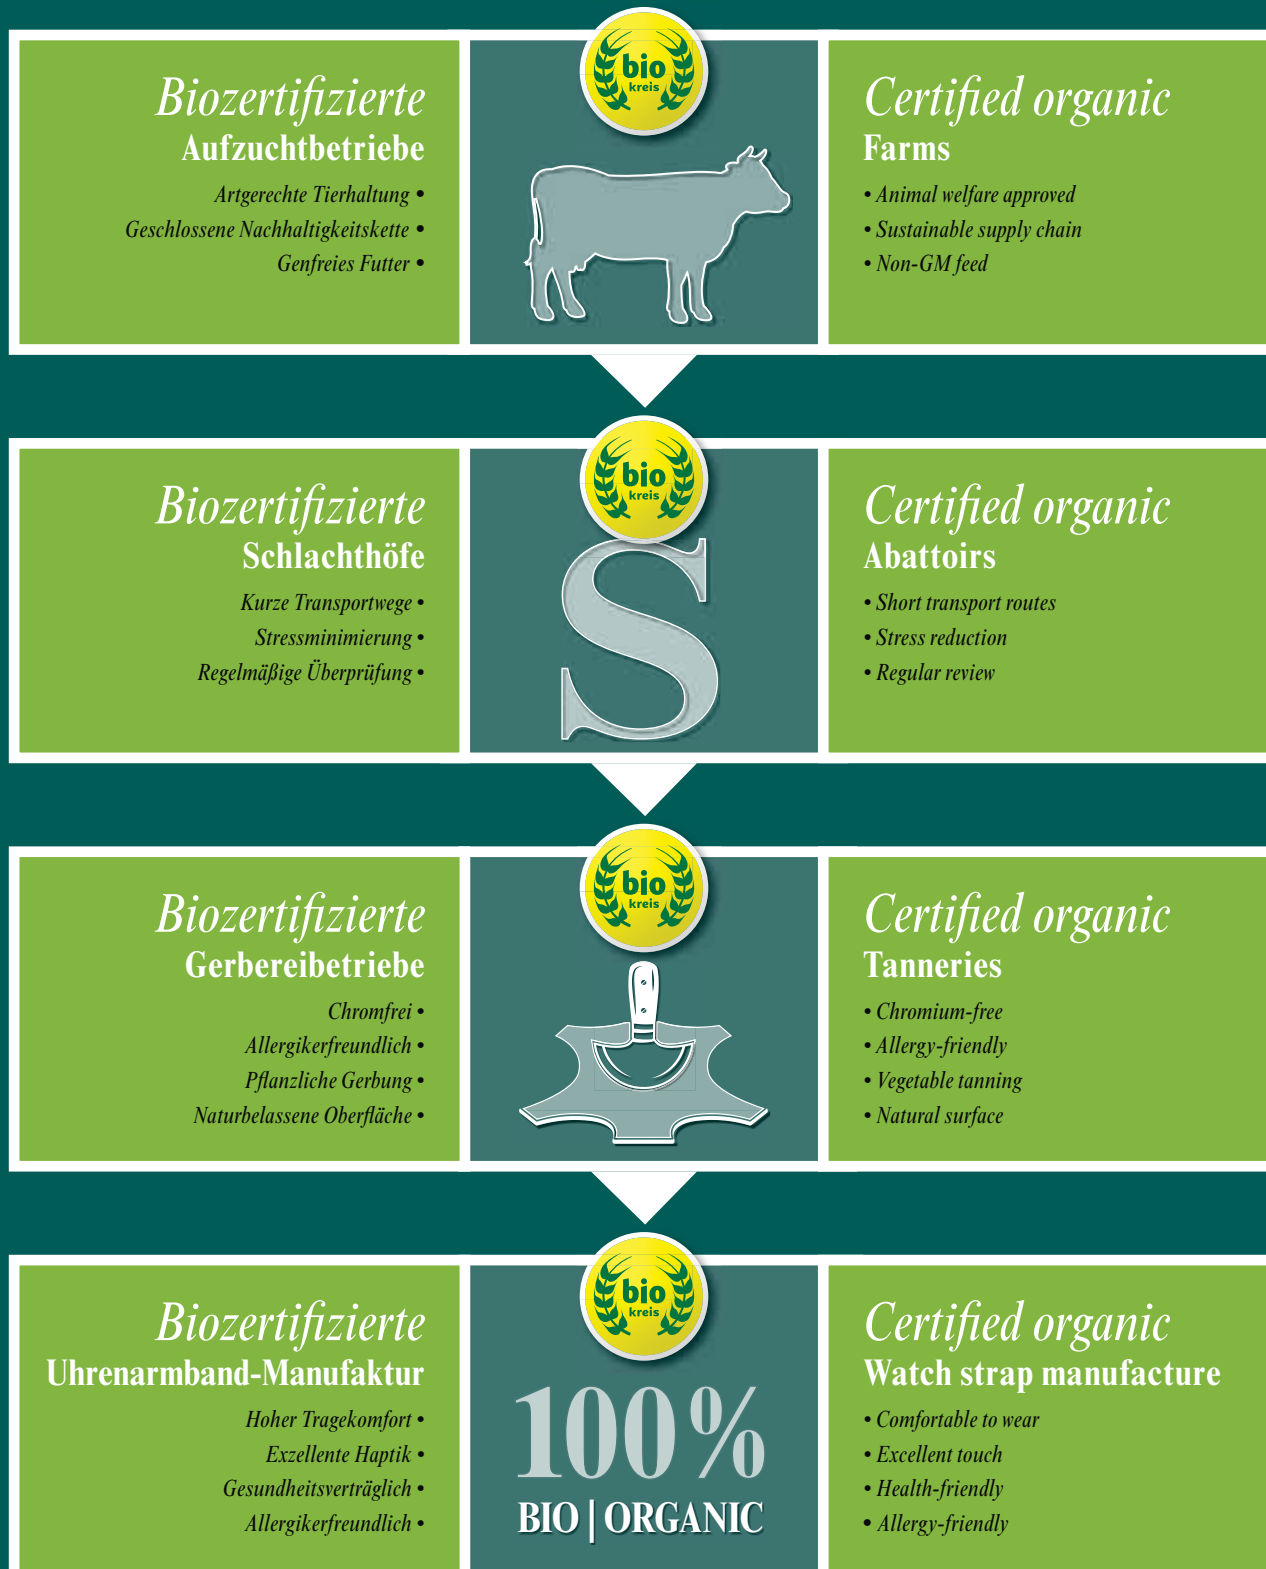 Biozertifizierte
Aufzuchtbetriebe
Artgerechte Tierhaltung •
Geschlossene Nachhaltigkeitskette •
Genfreies Futter •
bio
kreis
Certified organic
Farms
• Animal welfare approved
• Sustainable supply chain
• Non-GM feed
Biozertifizierte
Schlachthöfe
Kurze Transportwege •
Stressminimierung •
Regelmäßige Überprüfung •
bio
kreis
S
Certified organic
Abattoirs
• Short transport routes
• Stress reduction
• Regular review
Biozertifizierte
Gerbereibetriebe
Chromfrei •
Allergikerfreundlich •
Pflanzliche Gerbung •
Naturbelassene Oberfläche •
bio
kreis
Certified organic
Tanneries
• Chromium-free
• Allergy-friendly
• Vegetable tanning
• Natural surface
Biozertifizierte
Uhrenarmband-Manufaktur
Hoher Tragekomfort •
Exzellente Haptik •
Gesundheitsverträglich •
Allergikerfreundlich •
bio
kreis
100%
BIO | ORGANIC
Certified organic
Watch strap manufacture
• Comfortable to wear
• Excellent touch
• Health-friendly
• Allergy-friendly